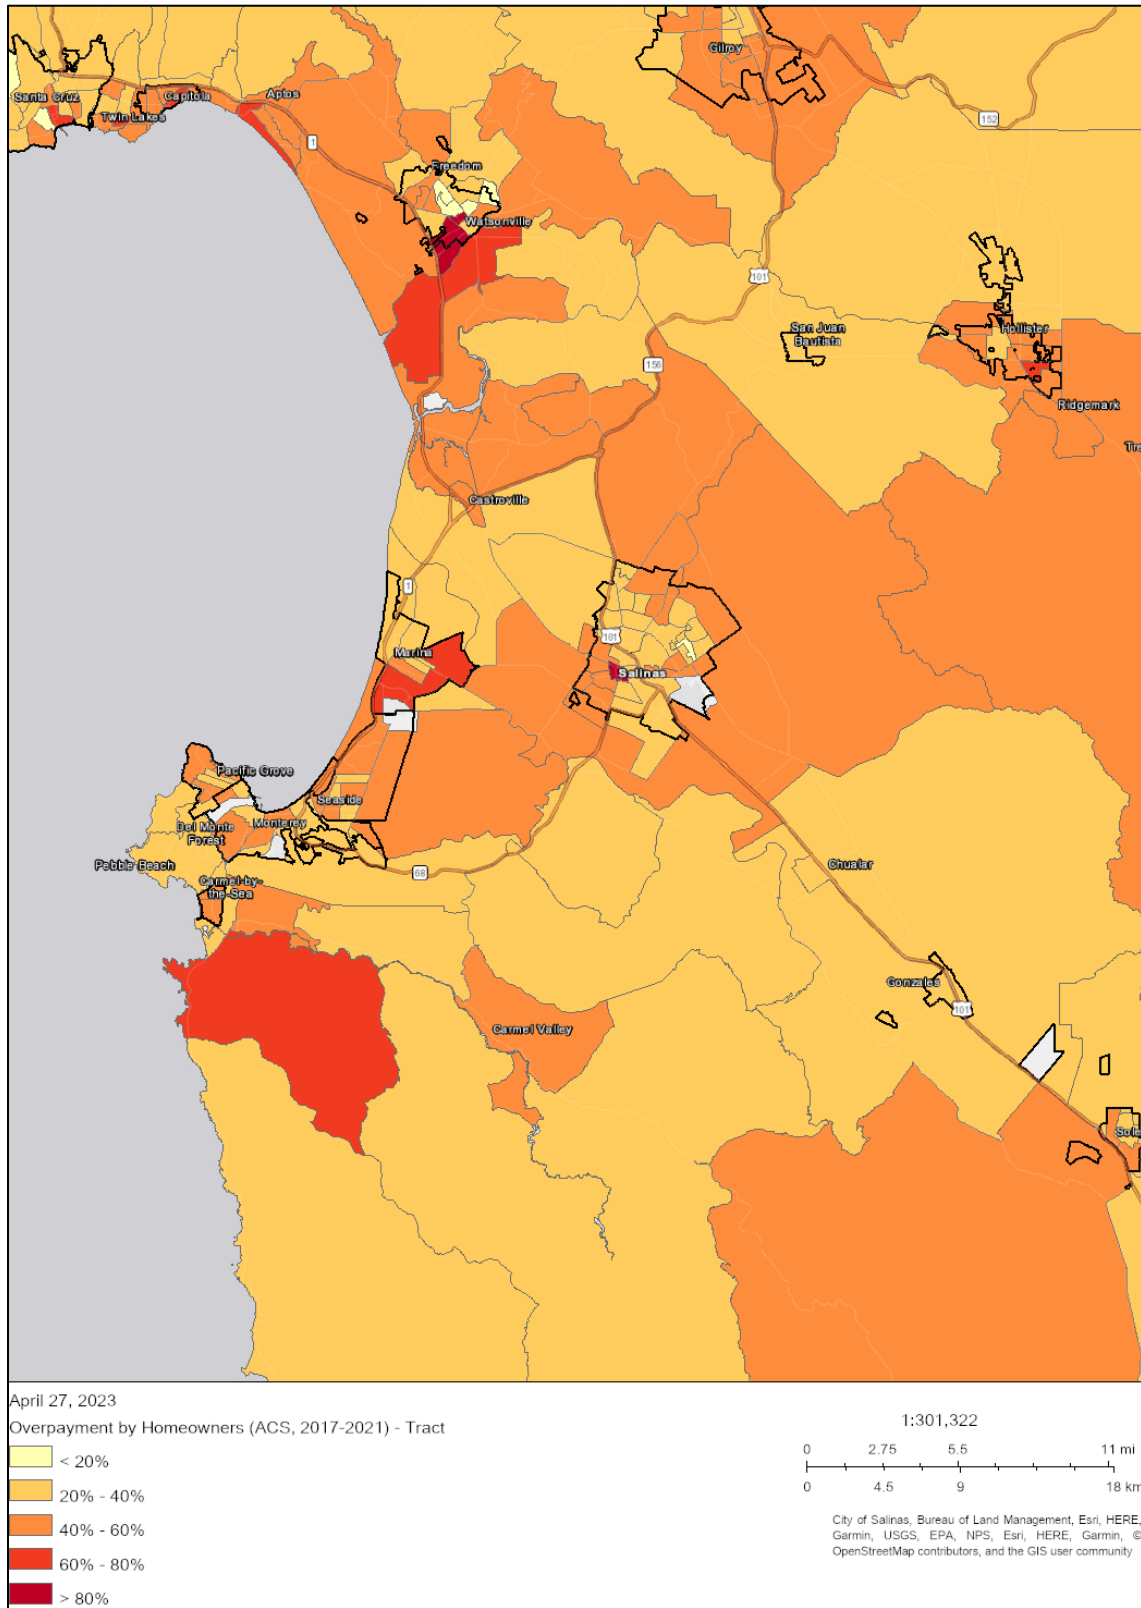 Gilroy
Santa Cruz
Capitola
Aptos
Twin Lakes
152
1
Freedom
Watsonville
101
San Juan
Bautista
Hollister
156
Ridgemark
Tre
Castroville
1
Marina
101
Salinas
Pacific Grove
Seaside
Del Monte
Forest
Monterey
Pebble Beach
68
Chualar
Carmel-by-
the-Sea
Gonzales
101
Carmel Valley
Sole
April 27, 2023
Overpayment by Homeowners (ACS, 2017-2021) - Tract
< 20%
20% - 40%
40% - 60%
60% - 80%
> 80%
1:301,322
0 2.75 5.5 11 mi
0 4.5 9 18 km
City of Salinas, Bureau of Land Management, Esri, HERE,
Garmin, USGS, EPA, NPS, Esri, HERE, Garmin, ©
OpenStreetMap contributors, and the GIS user community